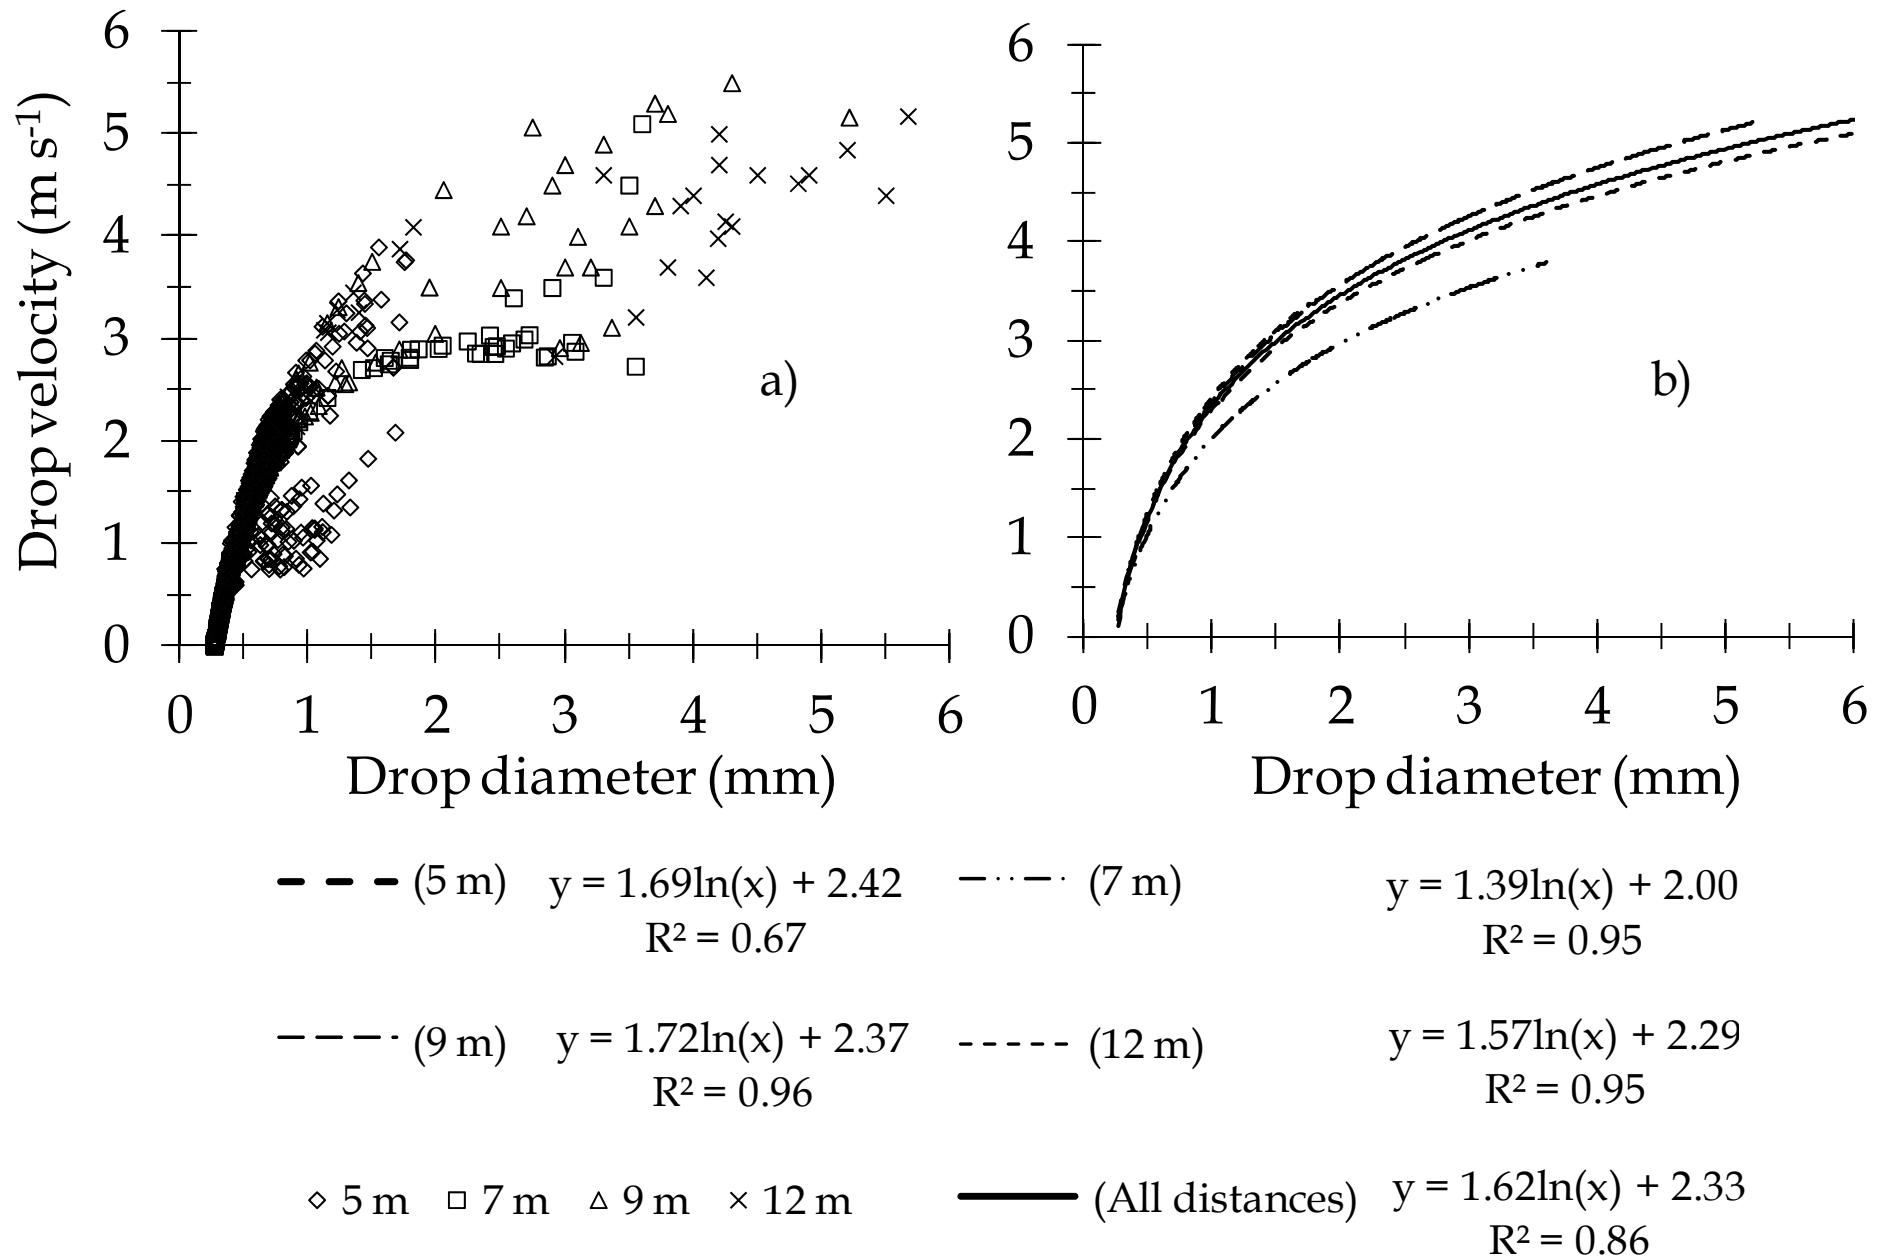 Drop velocity (m s-1)
6
5
4
3
2
1
0
0 1 2 3 4 5 6
Drop diameter (mm)
a)
6
5
4
3
2
1
0
0 1 2 3 4 5 6
Drop diameter (mm)
b)
(5 m) y = 1.69ln(x) + 2.42
R² = 0.67
(7 m) y = 1.39ln(x) + 2.00
R² = 0.95
(9 m) y = 1.72ln(x) + 2.37
R² = 0.96
(12 m) y = 1.57ln(x) + 2.29
R² = 0.95
5 m 7 m 9 m 12 m
(All distances) y = 1.62ln(x) + 2.33
R² = 0.86